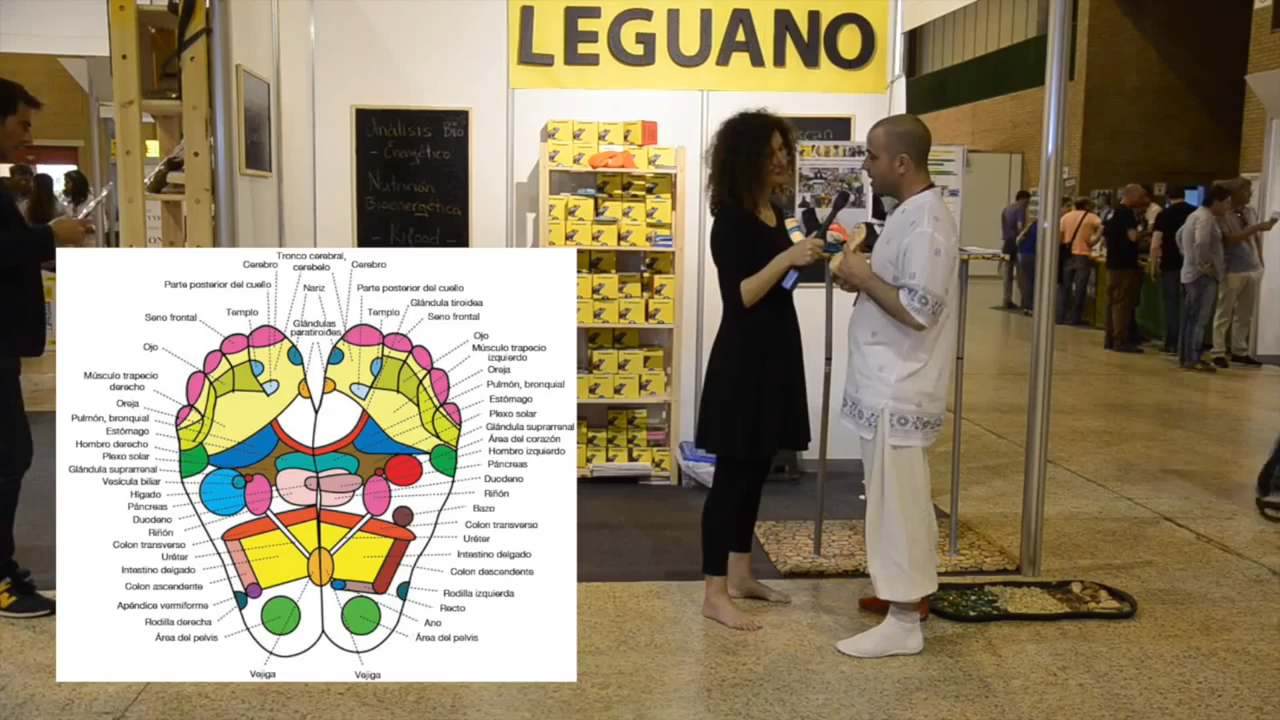 LEGUANO
Análisis Bio
- Energético
Nutrición
Bioenergética
- Kifood -
scan
Tronco cerebral,
cerebelo
Cerebro
Cerebro
Parte posterior del cuello
Nariz
Parte posterior del cuello
Glándula tiroidea
Templo
Templo
Seno frontal
Glándulas
paratiroides
Seno frontal
Ojo
Ojo
Músculo trapecio
izquierdo
Oreja
Pulmón, bronquial
Estómago
Plexo solar
Glándula suprarrenal
Área del corazón
Hombro izquierdo
Páncreas
Duodeno
Riñón
Bazo
Colon transverso
Uréter
Intestino delgado
Colon descendente
Rodilla izquierda
Recto
Ano
Área del pelvis
Músculo trapecio
derecho
Oreja
Pulmón, bronquial
Estómago
Hombro derecho
Plexo solar
Glándula suprarrenal
Vesícula biliar
Hígado
Páncreas
Duodeno
Riñón
Colon transverso
Uréter
Intestino delgado
Colon ascendente
Apéndice vermiforme
Rodilla derecha
Área del pelvis
Vejiga
Vejiga